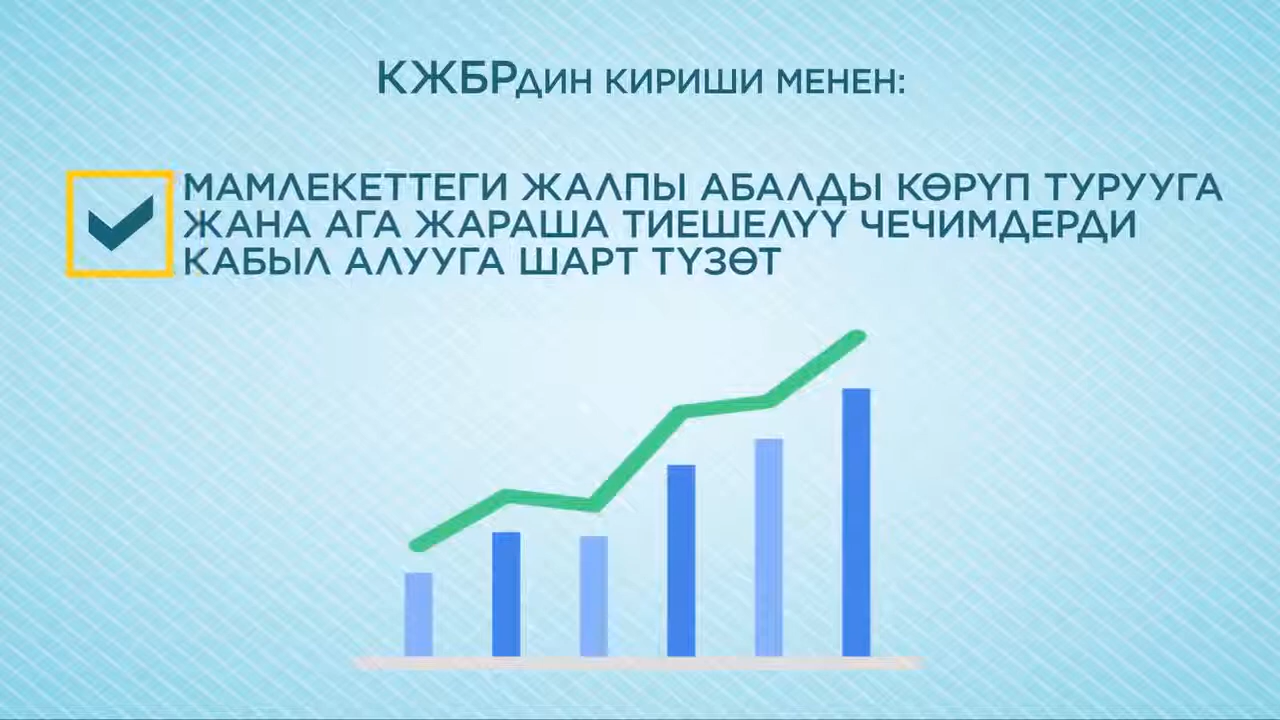 КЖБРДИН КИРИШИ МЕНЕН:
МАМЛЕКЕТТЕГИ ЖАЛПЫ АБАЛДЫ КӨРҮП ТУРУУГА
ЖАНА АГА ЖАРАША ТИЕШЕЛҮҮ ЧЕЧИМДЕРДИ
КАБЫЛ АЛУУГА ШАРТ ТҮЗӨТ